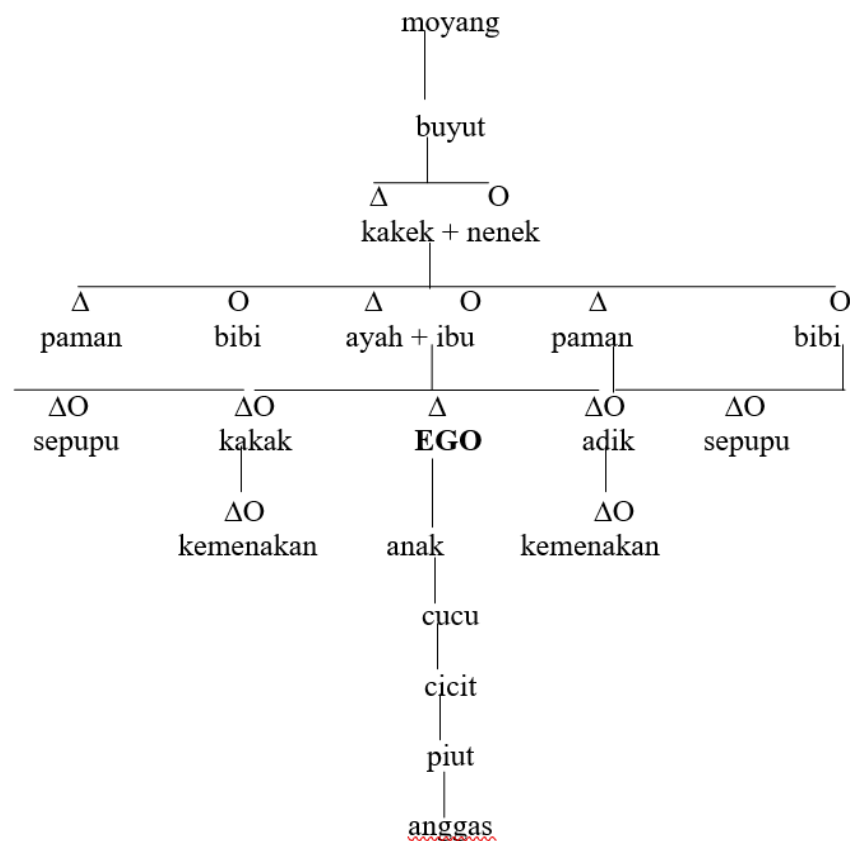 moyang
buyut
Δ O
kakek + nenek
Δ O Δ O Δ O
paman bibi ayah + ibu paman bibi
ΔO ΔO Δ ΔO ΔO
sepupu kakak EGO adik sepupu
ΔO ΔO
kemenakan anak kemenakan
cucu
cicit
piut
anggas